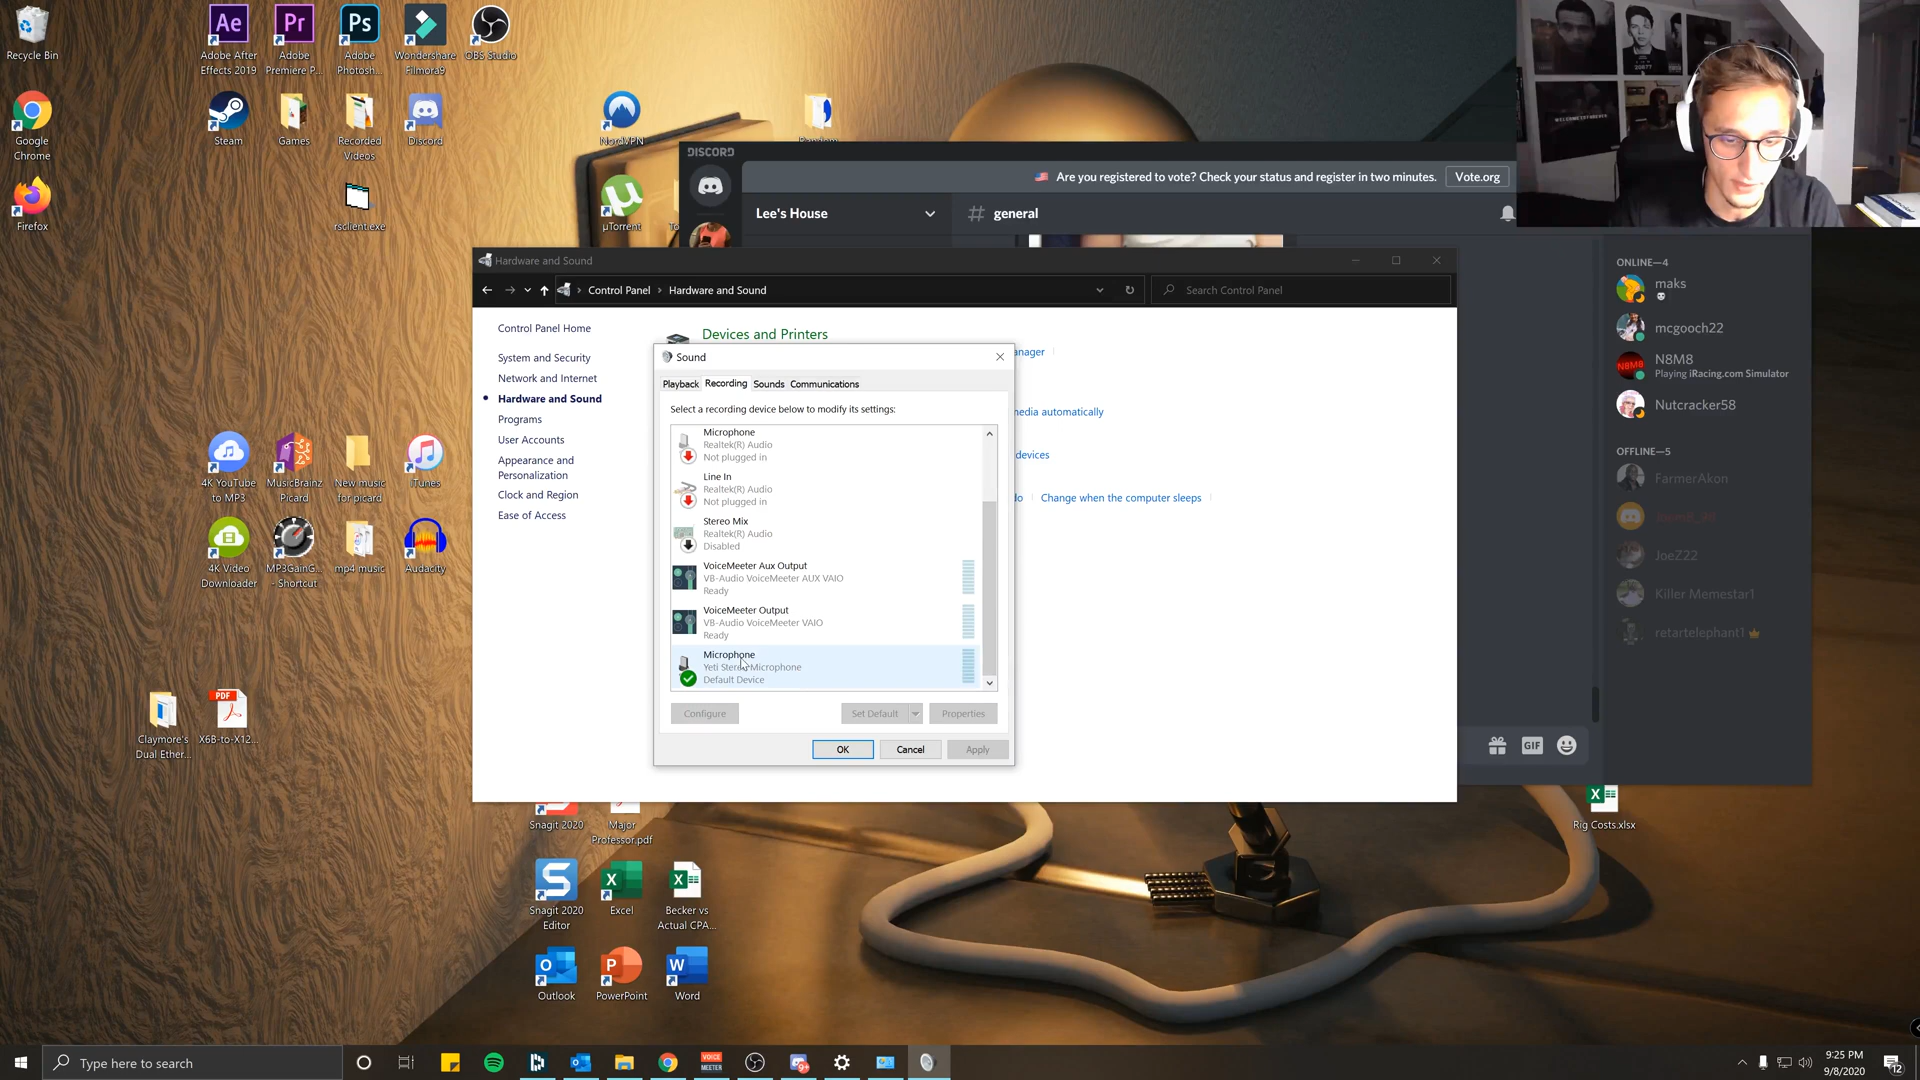 Recycle Bin
Adobe After
Effects 2019
Adobe
Premiere P...
Adobe
Photosh...
Wondershare
Filmora9
OBS Studio
Google
Chrome
Steam
Games
Recorded
Videos
Discord
NordVPN
Random
Firefox
rsclient.exe
µTorrent
DISCORD
Are you registered to vote? Check your status and register in two minutes.
Vote.org
Lee's House
# general
ONLINE—4
maks
mcgooch22
N8M8
N8M8
Playing iRacing.com Simulator
Nutcracker58
OFFLINE—5
FarmerAkon
JoeZ22
Killer Memestar1
retartelephant1
GIF
Hardware and Sound
Control Panel > Hardware and Sound
Search Control Panel
Control Panel Home
System and Security
Network and Internet
Hardware and Sound
Programs
User Accounts
Appearance and
Personalization
Clock and Region
Ease of Access
Devices and Printers
anager
media automatically
devices
do
Change when the computer sleeps
Sound
Playback
Recording
Sounds
Communications
Select a recording device below to modify its settings:
Microphone
Realtek(R) Audio
Not plugged in
Line In
Realtek(R) Audio
Not plugged in
Stereo Mix
Realtek(R) Audio
Disabled
VoiceMeeter Aux Output
VB-Audio VoiceMeeter AUX VAIO
Ready
VoiceMeeter Output
VB-Audio VoiceMeeter VAIO
Ready
Microphone
Yeti Stereo Microphone
Default Device
Configure
Set Default
Properties
OK
Cancel
Apply
4K YouTube
to MP3
MusicBrainz
Picard
New music
for picard
iTunes
4K Video
Downloader
MP3GainG...
- Shortcut
mp4 music
Audacity
Claymore's
Dual Ether...
PDF
X6B-to-X12...
Snagit 2020
Major
Professor.pdf
Rig Costs.xlsx
Snagit 2020
Editor
Excel
Becker vs
Actual CPA...
Outlook
PowerPoint
Word
Type here to search
VOICE
MEETER
9+
9:25 PM
9/8/2020
12